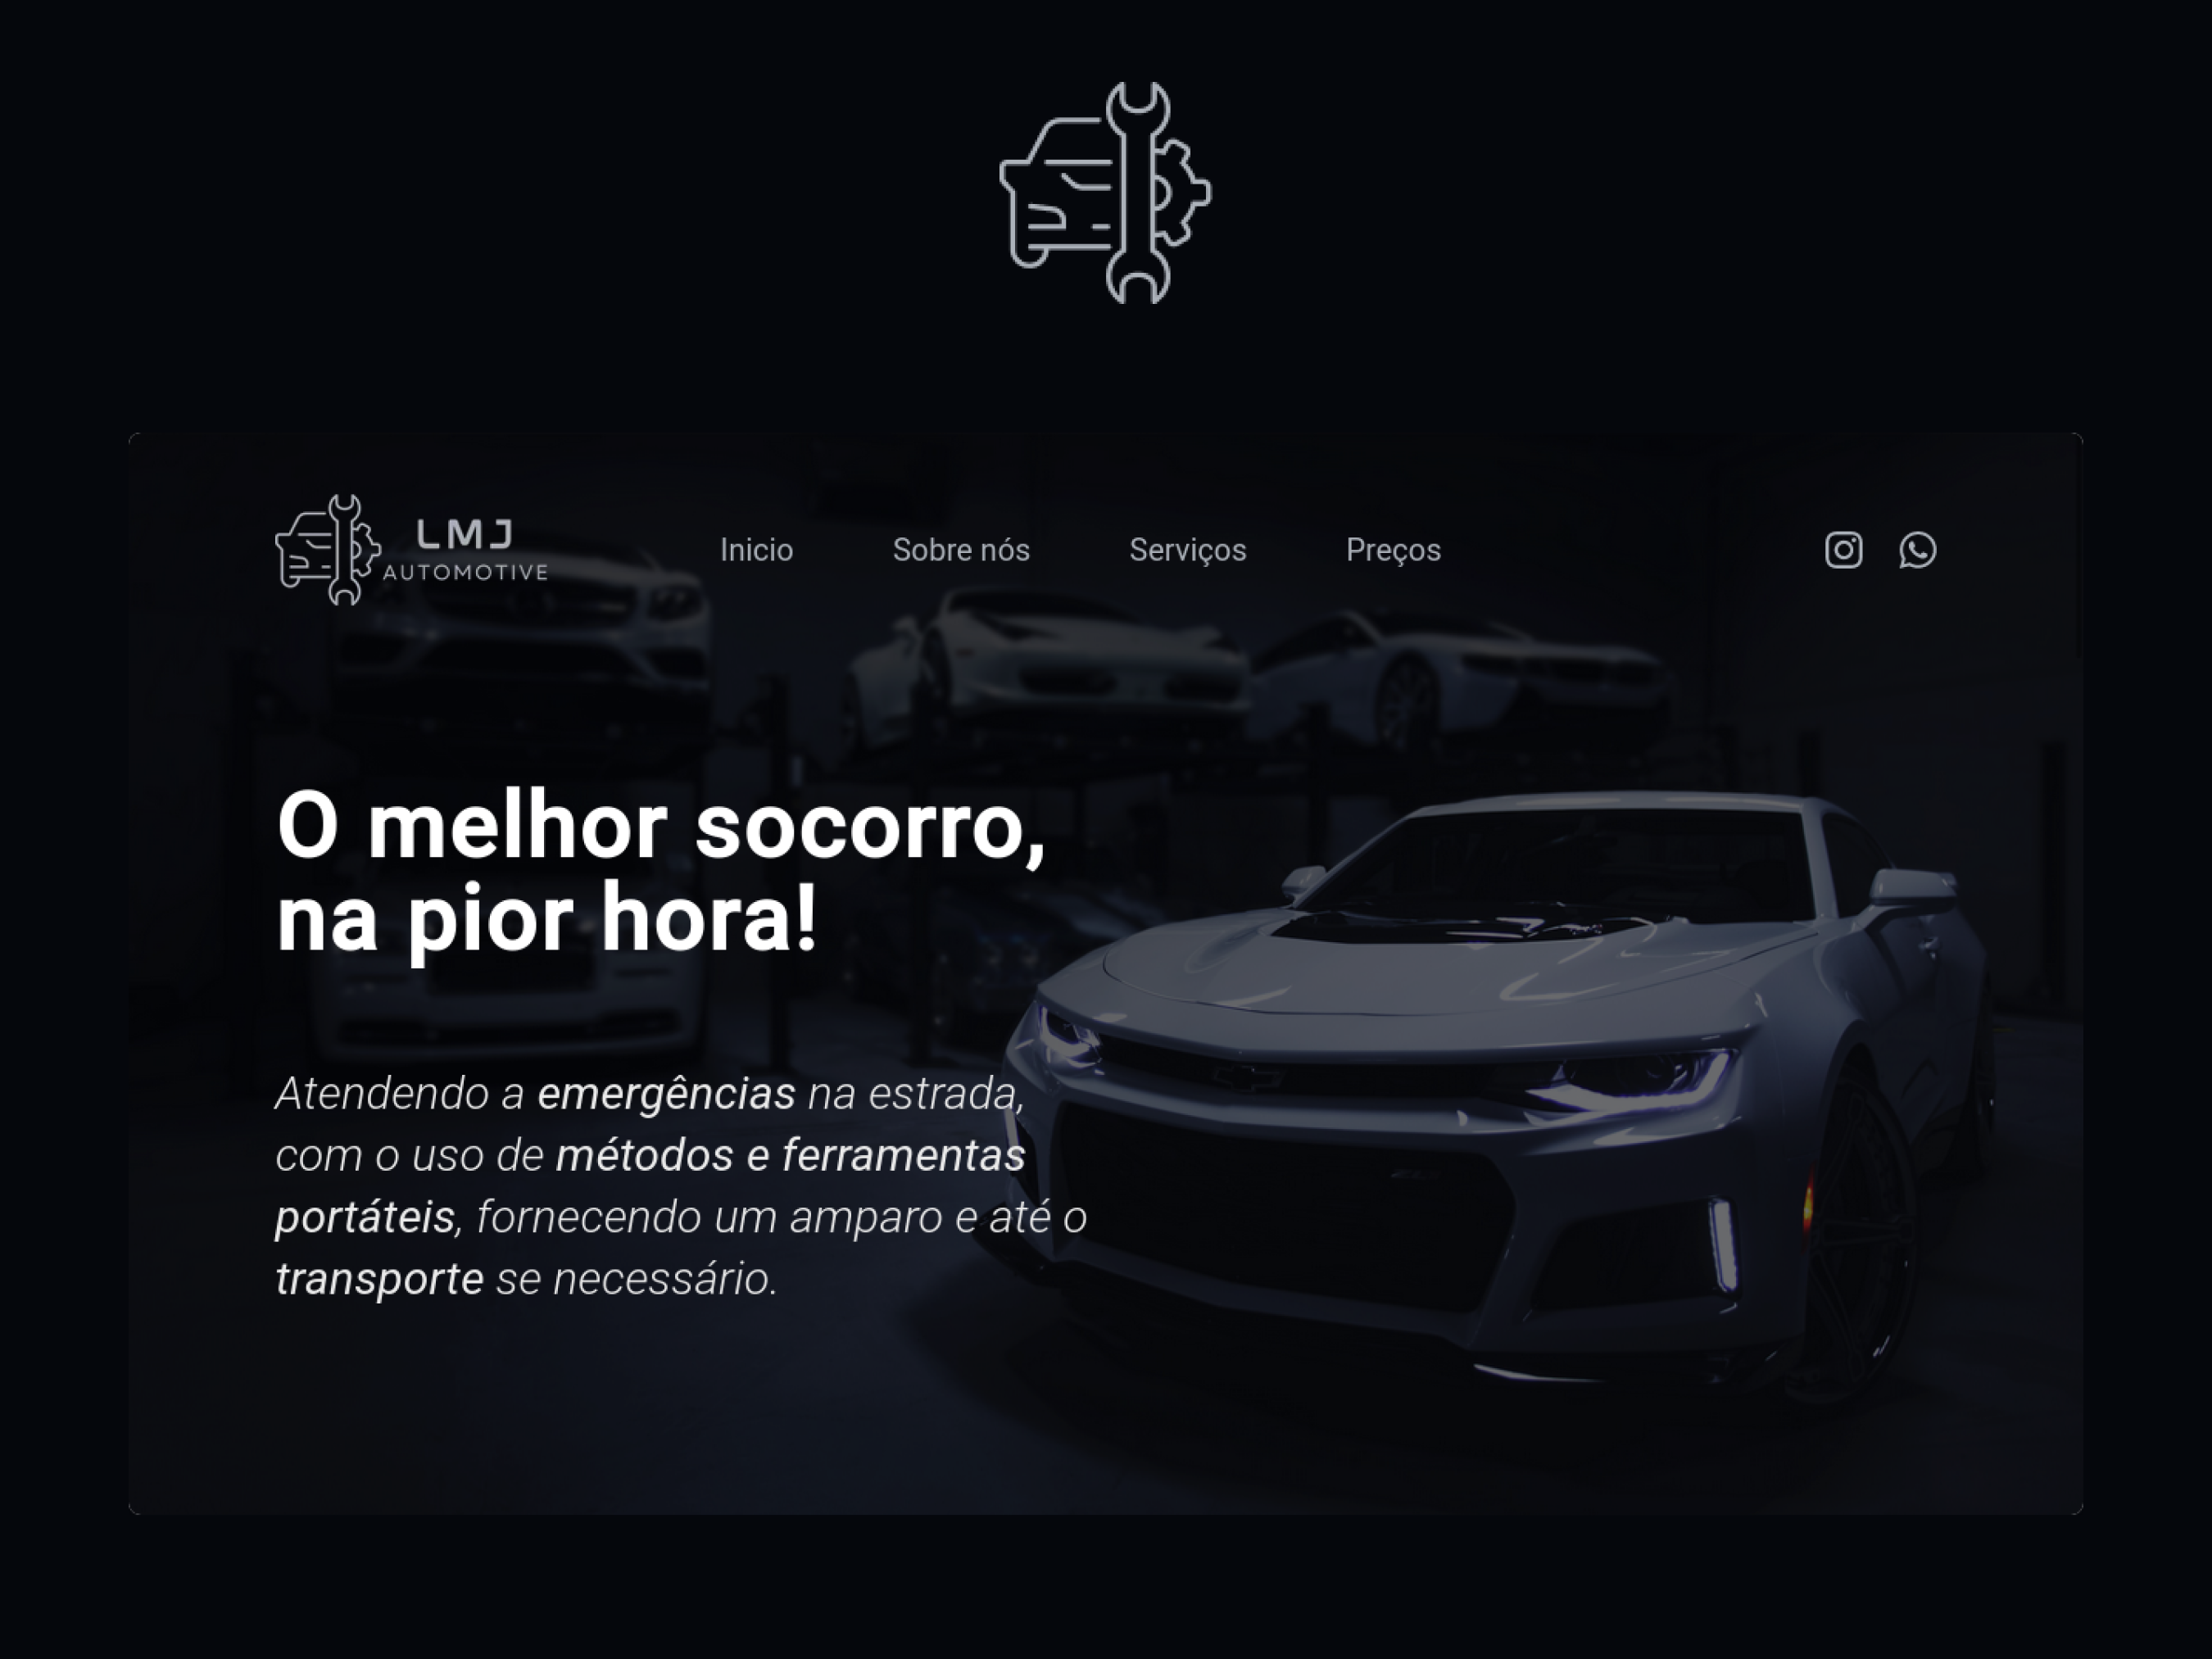 LMJ
AUTOMOTIVE
Inicio
Sobre nós
Serviços
Preços
O melhor socorro,
na pior hora!
Atendendo a emergências na estrada,
com o uso de métodos e ferramentas
portáteis, fornecendo um amparo e até o
transporte se necessário.